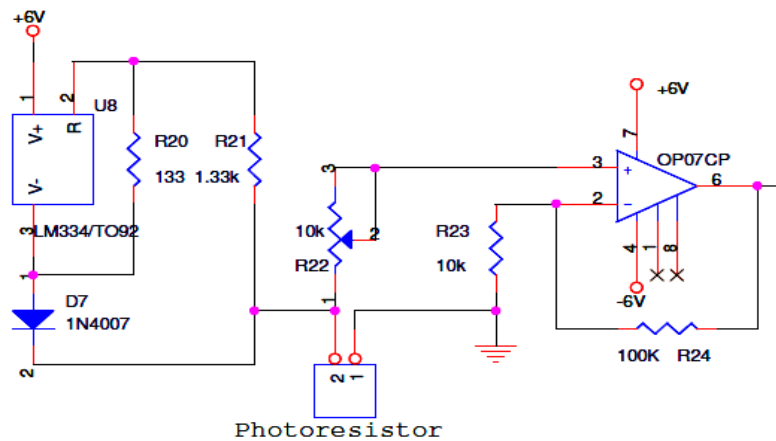 +6V
1
2
U8
V+
R
V-
R20
133
R21
1.33k
3
LM334/TO92
1
D7
1N4007
2
3
10k
2
R22
1
R23
10k
+6V
7
OP07CP
3
+
2
−
6
4
1
8
-6V
100K
R24
2
1
Photoresistor